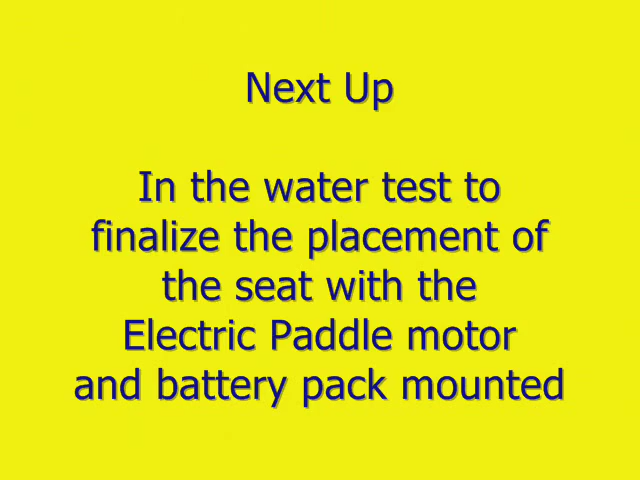 Next Up
In the water test to
finalize the placement of
the seat with the
Electric Paddle motor
and battery pack mounted